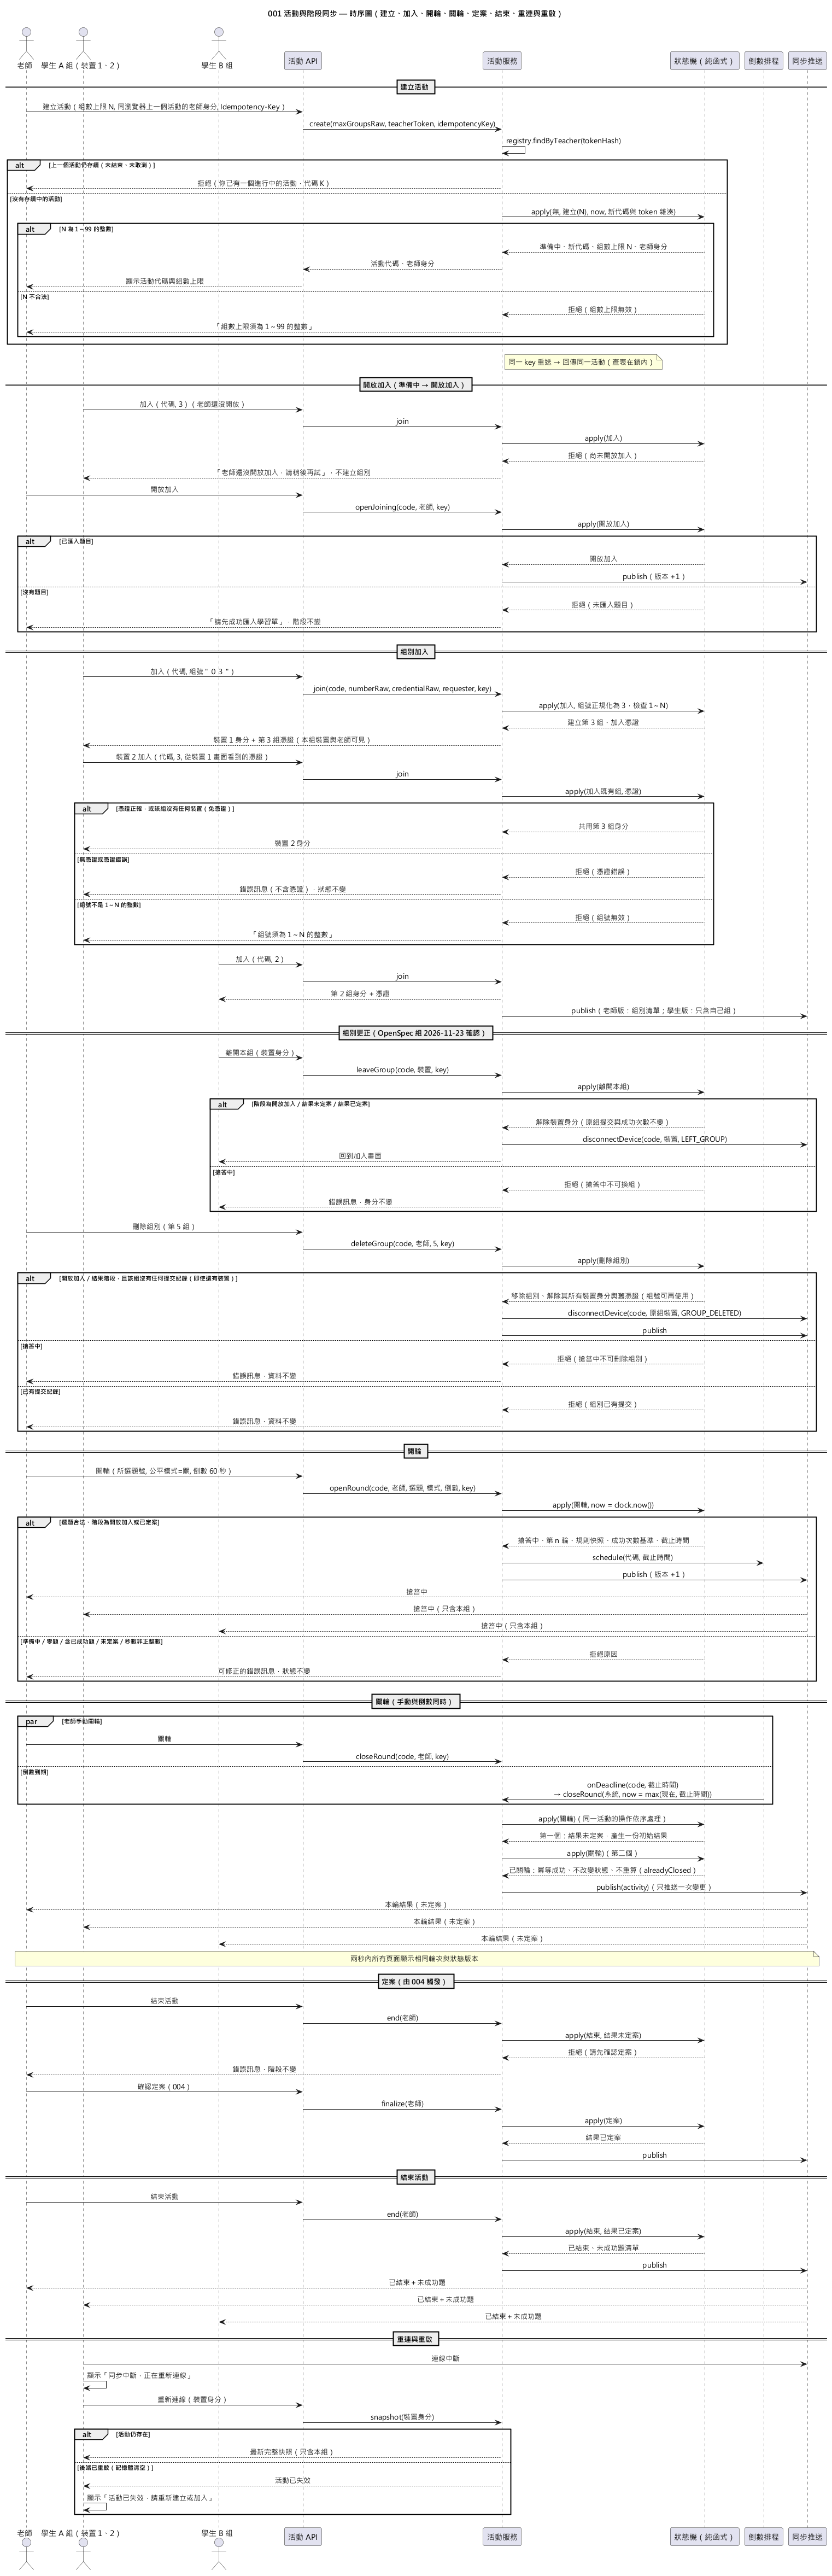 001 活動與階段同步 — 時序圖（建立、加入、開輪、關輪、定案、結束、重連與重啟）
老師
學生 A 組（裝置 1、2）
學生 B 組
活動 API
活動服務
狀態機（純函式）
倒數排程
同步推送
建立活動
建立活動（組數上限 N, 同瀏覽器上一個活動的老師身分, Idempotency-Key）
create(maxGroupsRaw, teacherToken, idempotencyKey)
registry.findByTeacher(tokenHash)
alt [上一個活動仍存續（未結束、未取消）]
拒絕（你已有一個進行中的活動，代碼 K）
沒有存續中的活動
apply(無, 建立(N), now, 新代碼與 token 雜湊)
alt [N 為 1～99 的整數]
準備中、新代碼、組數上限 N、老師身分
活動代碼、老師身分
顯示活動代碼與組數上限
N 不合法
拒絕（組數上限無效）
「組數上限須為 1～99 的整數」
同一 key 重送 → 回傳同一活動（查表在鎖內）
開放加入（準備中 → 開放加入）
加入（代碼, 3）（老師還沒開放）
join
apply(加入)
拒絕（尚未開放加入）
「老師還沒開放加入，請稍後再試」，不建立組別
開放加入
openJoining(code, 老師, key)
apply(開放加入)
alt [已匯入題目]
開放加入
publish（版本 +1）
沒有題目
拒絕（未匯入題目）
「請先成功匯入學習單」，階段不變
組別加入
加入（代碼, 組號＂０３＂）
join(code, numberRaw, credentialRaw, requester, key)
apply(加入, 組號正規化為 3、檢查 1～N)
建立第 3 組、加入憑證
裝置 1 身分 + 第 3 組憑證（本組裝置與老師可見）
裝置 2 加入（代碼, 3, 從裝置 1 畫面看到的憑證）
join
apply(加入既有組, 憑證)
alt [憑證正確，或該組沒有任何裝置（免憑證）]
共用第 3 組身分
裝置 2 身分
無憑證或憑證錯誤
拒絕（憑證錯誤）
錯誤訊息（不含憑證），狀態不變
組號不是 1～N 的整數
拒絕（組號無效）
「組號須為 1～N 的整數」
加入（代碼, 2）
join
第 2 組身分 + 憑證
publish（老師版：組別清單；學生版：只含自己組）
組別更正（OpenSpec 組 2026-11-23 確認）
離開本組（裝置身分）
leaveGroup(code, 裝置, key)
apply(離開本組)
alt [階段為開放加入 / 結果未定案 / 結果已定案]
解除裝置身分（原組提交與成功次數不變）
disconnectDevice(code, 裝置, LEFT_GROUP)
回到加入畫面
搶答中
拒絕（搶答中不可換組）
錯誤訊息，身分不變
刪除組別（第 5 組）
deleteGroup(code, 老師, 5, key)
apply(刪除組別)
alt [開放加入 / 結果階段，且該組沒有任何提交紀錄（即使還有裝置）]
移除組別、解除其所有裝置身分與舊憑證（組號可再使用）
disconnectDevice(code, 原組裝置, GROUP_DELETED)
publish
搶答中
拒絕（搶答中不可刪除組別）
錯誤訊息，資料不變
已有提交紀錄
拒絕（組別已有提交）
錯誤訊息，資料不變
開輪
開輪（所選題號, 公平模式=關, 倒數 60 秒）
openRound(code, 老師, 選題, 模式, 倒數, key)
apply(開輪, now = clock.now())
alt [選題合法、階段為開放加入或已定案]
搶答中、第 n 輪、規則快照、成功次數基準、截止時間
schedule(代碼, 截止時間)
publish（版本 +1）
搶答中
搶答中（只含本組）
搶答中（只含本組）
準備中 / 零題 / 含已成功題 / 未定案 / 秒數非正整數
拒絕原因
可修正的錯誤訊息，狀態不變
關輪（手動與倒數同時）
par [老師手動關輪]
關輪
closeRound(code, 老師, key)
倒數到期
onDeadline(code, 截止時間)
→ closeRound(系統, now = max(現在, 截止時間))
apply(關輪)（同一活動的操作依序處理）
第一個：結果未定案，產生一份初始結果
apply(關輪)（第二個）
已關輪：冪等成功、不改變狀態、不重算（alreadyClosed）
publish(activity)（只推送一次變更）
本輪結果（未定案）
本輪結果（未定案）
本輪結果（未定案）
兩秒內所有頁面顯示相同輪次與狀態版本
定案（由 004 觸發）
結束活動
end(老師)
apply(結束, 結果未定案)
拒絕（請先確認定案）
錯誤訊息，階段不變
確認定案（004）
finalize(老師)
apply(定案)
結果已定案
publish
結束活動
結束活動
end(老師)
apply(結束, 結果已定案)
已結束、未成功題清單
publish
已結束 + 未成功題
已結束 + 未成功題
已結束 + 未成功題
重連與重啟
連線中斷
顯示「同步中斷，正在重新連線」
重新連線（裝置身分）
snapshot(裝置身分)
alt [活動仍存在]
最新完整快照（只含本組）
後端已重啟（記憶體清空）
活動已失效
顯示「活動已失效，請重新建立或加入」
老師
學生 A 組（裝置 1、2）
學生 B 組
活動 API
活動服務
狀態機（純函式）
倒數排程
同步推送